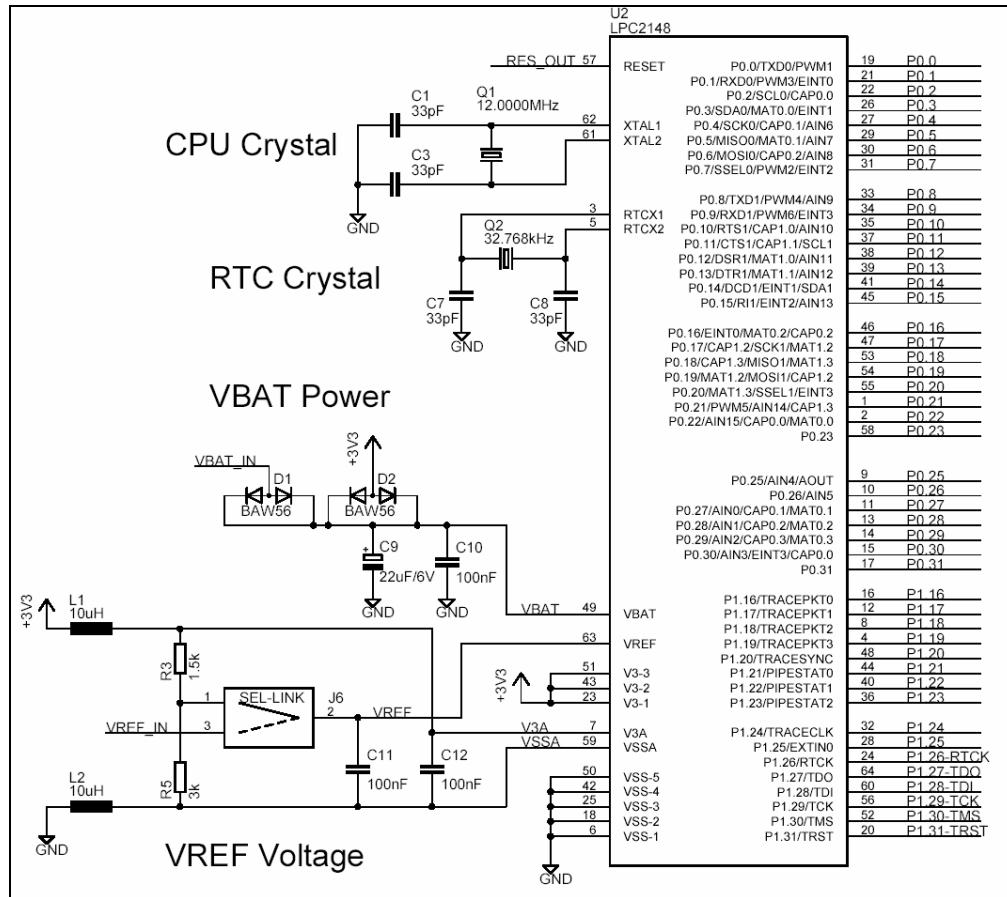 U2
LPC2148
RES_OUT 57 RESET
P0.0/TXD0/PWM1 19 P0.0
P0.1/RXD0/PWM3/EINT0 21 P0.1
P0.2/SCL0/CAP0.0 22 P0.2
P0.3/SDA0/MAT0.0/EINT1 26 P0.3
P0.4/SCK0/CAP0.1/AIN6 27 P0.4
P0.5/MISO0/MAT0.1/AIN7 29 P0.5
P0.6/MOSI0/CAP0.2/AIN8 30 P0.6
P0.7/SSEL0/PWM2/EINT2 31 P0.7
C1
33pF
Q1
12.0000MHz
62 XTAL1
61 XTAL2
CPU Crystal
C3
33pF
GND
P0.8/TXD1/PWM4/AIN9 33 P0.8
P0.9/RXD1/PWM6/EINT3 34 P0.9
P0.10/RTS1/CAP1.0/AIN10 35 P0.10
P0.11/CTS1/CAP1.1/SCL1 37 P0.11
P0.12/DSR1/MAT1.0/AIN11 38 P0.12
P0.13/DTR1/MAT1.1/AIN12 39 P0.13
P0.14/DCD1/EINT1/SDA1 41 P0.14
P0.15/RI1/EINT2/AIN13 45 P0.15
3 RTCX1
5 RTCX2
Q2
32.768kHz
RTC Crystal
C7
33pF
C8
33pF
GND
GND
P0.16/EINT0/MAT0.2/CAP0.2 46 P0.16
P0.17/CAP1.2/SCK1/MAT1.2 47 P0.17
P0.18/CAP1.3/MISO1/MAT1.3 53 P0.18
P0.19/MAT1.2/MOSI1/CAP1.2 54 P0.19
P0.20/MAT1.3/SSEL1/EINT3 55 P0.20
P0.21/PWM5/AIN14/CAP1.3 1 P0.21
P0.22/AIN15/CAP0.0/MAT0.0 2 P0.22
P0.23 58 P0.23
VBAT Power
VBAT_IN
+3V3
D1
BAW56
D2
BAW56
P0.25/AIN4/AOUT 9 P0.25
P0.26/AIN5 10 P0.26
P0.27/AIN0/CAP0.1/MAT0.1 11 P0.27
P0.28/AIN1/CAP0.2/MAT0.2 13 P0.28
P0.29/AIN2/CAP0.3/MAT0.3 14 P0.29
P0.30/AIN3/EINT3/CAP0.0 15 P0.30
P0.31 17 P0.31
+
C9
22uF/6V
C10
100nF
GND
GND
VBAT 49 VBAT
63 VREF
P1.16/TRACEPKT0 16 P1.16
P1.17/TRACEPKT1 12 P1.17
P1.18/TRACEPKT2 8 P1.18
P1.19/TRACEPKT3 4 P1.19
P1.20/TRACESYNC 48 P1.20
P1.21/PIPESTAT0 44 P1.21
P1.22/PIPESTAT1 40 P1.22
P1.23/PIPESTAT2 36 P1.23
+3V3
L1
10uH
R3
1.5k
SEL-LINK
J6
1
2
3
VREF
VREF_IN
+3V3
51 V3-3
43 V3-2
23 V3-1
V3A 7 V3A
VSSA 59 VSSA
P1.24/TRACECLK 32 P1.24
P1.25/EXTIN0 28 P1.25
P1.26/RTCK 24 P1.26-RTCK
P1.27/TDO 64 P1.27-TDO
P1.28/TDI 60 P1.28-TDI
P1.29/TCK 56 P1.29-TCK
P1.30/TMS 52 P1.30-TMS
P1.31/TRST 20 P1.31-TRST
C11
100nF
C12
100nF
L2
10uH
R5
3k
50 VSS-5
42 VSS-4
25 VSS-3
18 VSS-2
6 VSS-1
GND
VREF Voltage
GND